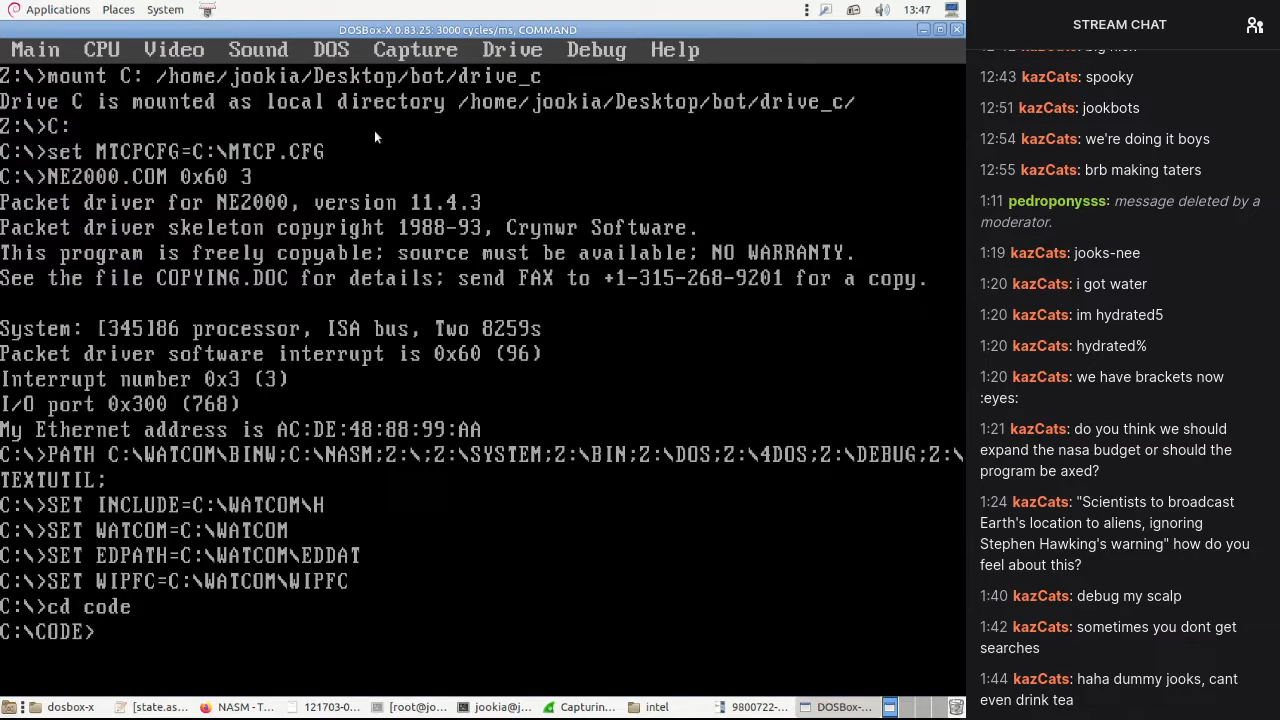 Applications Places System 13:47
DOSBox-X 0.83.25: 3000 cycles/ms, COMMAND
Main CPU Video Sound DOS Capture Drive Debug Help
Z:\>mount C: /home/jookia/Desktop/bot/drive_c
Drive C is mounted as local directory /home/jookia/Desktop/bot/drive_c/
Z:\>C:
C:\>set MTCPCFG=C:\MTCP.CFG
C:\>NE2000.COM 0x60 3
Packet driver for NE2000, version 11.4.3
Packet driver skeleton copyright 1988-93, Crynwr Software.
This program is freely copyable; source must be available; NO WARRANTY.
See the file COPYING.DOC for details; send FAX to +1-315-268-9201 for a copy.
System: [345]86 processor, ISA bus, Two 8259s
Packet driver software interrupt is 0x60 (96)
Interrupt number 0x3 (3)
I/O port 0x300 (768)
My Ethernet address is AC:DE:48:88:99:AA
C:\>PATH C:\WATCOM\BINW;C:\NASM;Z:\;Z:\SYSTEM;Z:\BIN;Z:\DOS;Z:\4DOS;Z:\DEBUG;Z:\
TEXTUTIL;
C:\>SET INCLUDE=C:\WATCOM\H
C:\>SET WATCOM=C:\WATCOM
C:\>SET EDPATH=C:\WATCOM\EDDAT
C:\>SET WIPFC=C:\WATCOM\WIPFC
C:\>cd code
C:\CODE>
dosbox-x [state.as... NASM - T... 121703-0... [root@jo... jookia@j... Capturin... intel 9800722-... DOSBox-...
STREAM CHAT
12:43 kazCats: spooky
12:51 kazCats: jookbots
12:54 kazCats: we're doing it boys
12:55 kazCats: brb making taters
1:11 pedroponysss: message deleted by a
moderator.
1:19 kazCats: jooks-nee
1:20 kazCats: i got water
1:20 kazCats: im hydrated5
1:20 kazCats: hydrated%
1:20 kazCats: we have brackets now
:eyes:
1:21 kazCats: do you think we should
expand the nasa budget or should the
program be axed?
1:24 kazCats: "Scientists to broadcast
Earth's location to aliens, ignoring
Stephen Hawking's warning" how do you
feel about this?
1:40 kazCats: debug my scalp
1:42 kazCats: sometimes you dont get
searches
1:44 kazCats: haha dummy jooks, cant
even drink tea